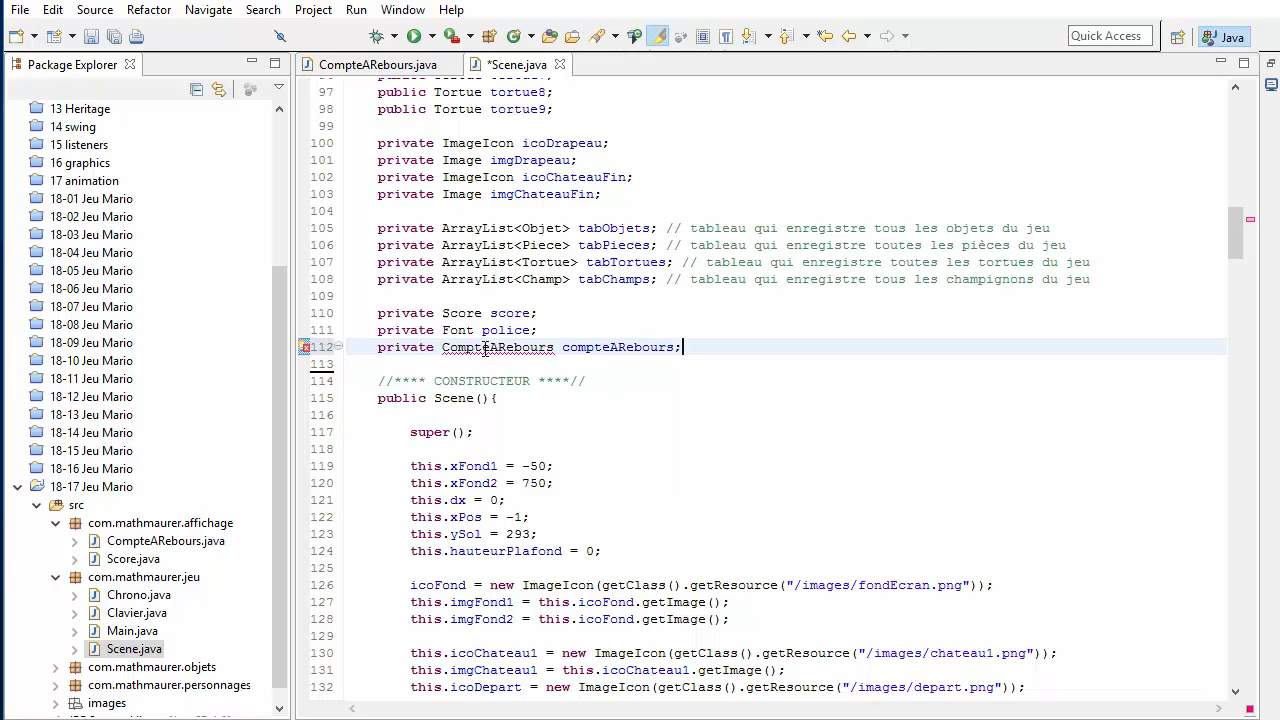 File Edit Source Refactor Navigate Search Project Run Window Help
Quick Access
Java
Package Explorer
CompteARebours.java
*Scene.java
13 Heritage
14 swing
15 listeners
16 graphics
17 animation
18-01 Jeu Mario
18-02 Jeu Mario
18-03 Jeu Mario
18-04 Jeu Mario
18-05 Jeu Mario
18-06 Jeu Mario
18-07 Jeu Mario
18-08 Jeu Mario
18-09 Jeu Mario
18-10 Jeu Mario
18-11 Jeu Mario
18-12 Jeu Mario
18-13 Jeu Mario
18-14 Jeu Mario
18-15 Jeu Mario
18-16 Jeu Mario
18-17 Jeu Mario
src
com.mathmaurer.affichage
CompteARebours.java
Score.java
com.mathmaurer.jeu
Chrono.java
Clavier.java
Main.java
Scene.java
com.mathmaurer.objets
com.mathmaurer.personnages
images
97 public Tortue tortue8;
98 public Tortue tortue9;
99
100 private ImageIcon icoDrapeau;
101 private Image imgDrapeau;
102 private ImageIcon icoChateauFin;
103 private Image imgChateauFin;
104
105 private ArrayList<Objet> tabObjets; // tableau qui enregistre tous les objets du jeu
106 private ArrayList<Piece> tabPieces; // tableau qui enregistre toutes les pièces du jeu
107 private ArrayList<Tortue> tabTortues; // tableau qui enregistre toutes les tortues du jeu
108 private ArrayList<Champ> tabChamps; // tableau qui enregistre tous les champignons du jeu
109
110 private Score score;
111 private Font police;
112 private CompteARebours compteARebours;
113
114 //**** CONSTRUCTEUR ****//
115 public Scene(){
116
117 super();
118
119 this.xFond1 = -50;
120 this.xFond2 = 750;
121 this.dx = 0;
122 this.xPos = -1;
123 this.ySol = 293;
124 this.hauteurPlafond = 0;
125
126 icoFond = new ImageIcon(getClass().getResource("/images/fondEcran.png"));
127 this.imgFond1 = this.icoFond.getImage();
128 this.imgFond2 = this.icoFond.getImage();
129
130 this.icoChateau1 = new ImageIcon(getClass().getResource("/images/chateau1.png"));
131 this.imgChateau1 = this.icoChateau1.getImage();
132 this.icoDepart = new ImageIcon(getClass().getResource("/images/depart.png"));